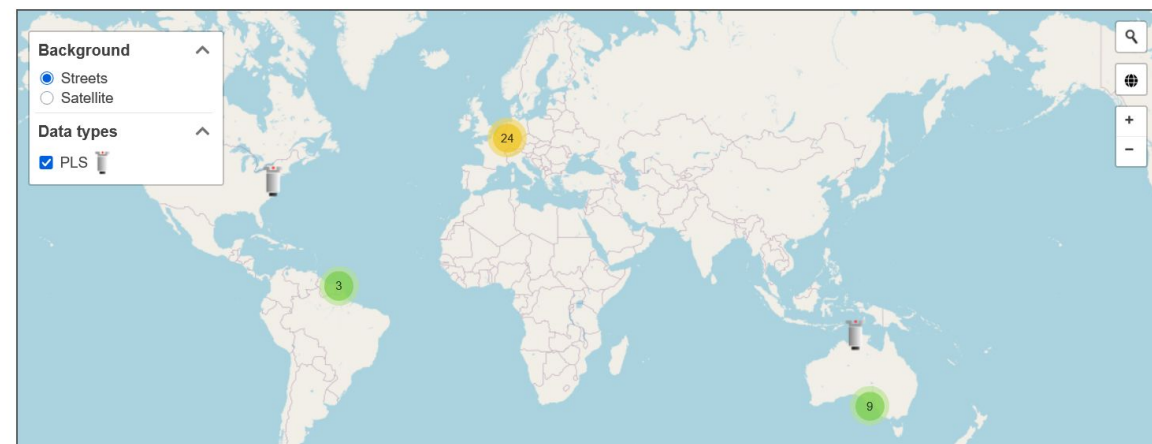 Background
Streets
Satellite
Data types
PLS
24
3
9
+
−